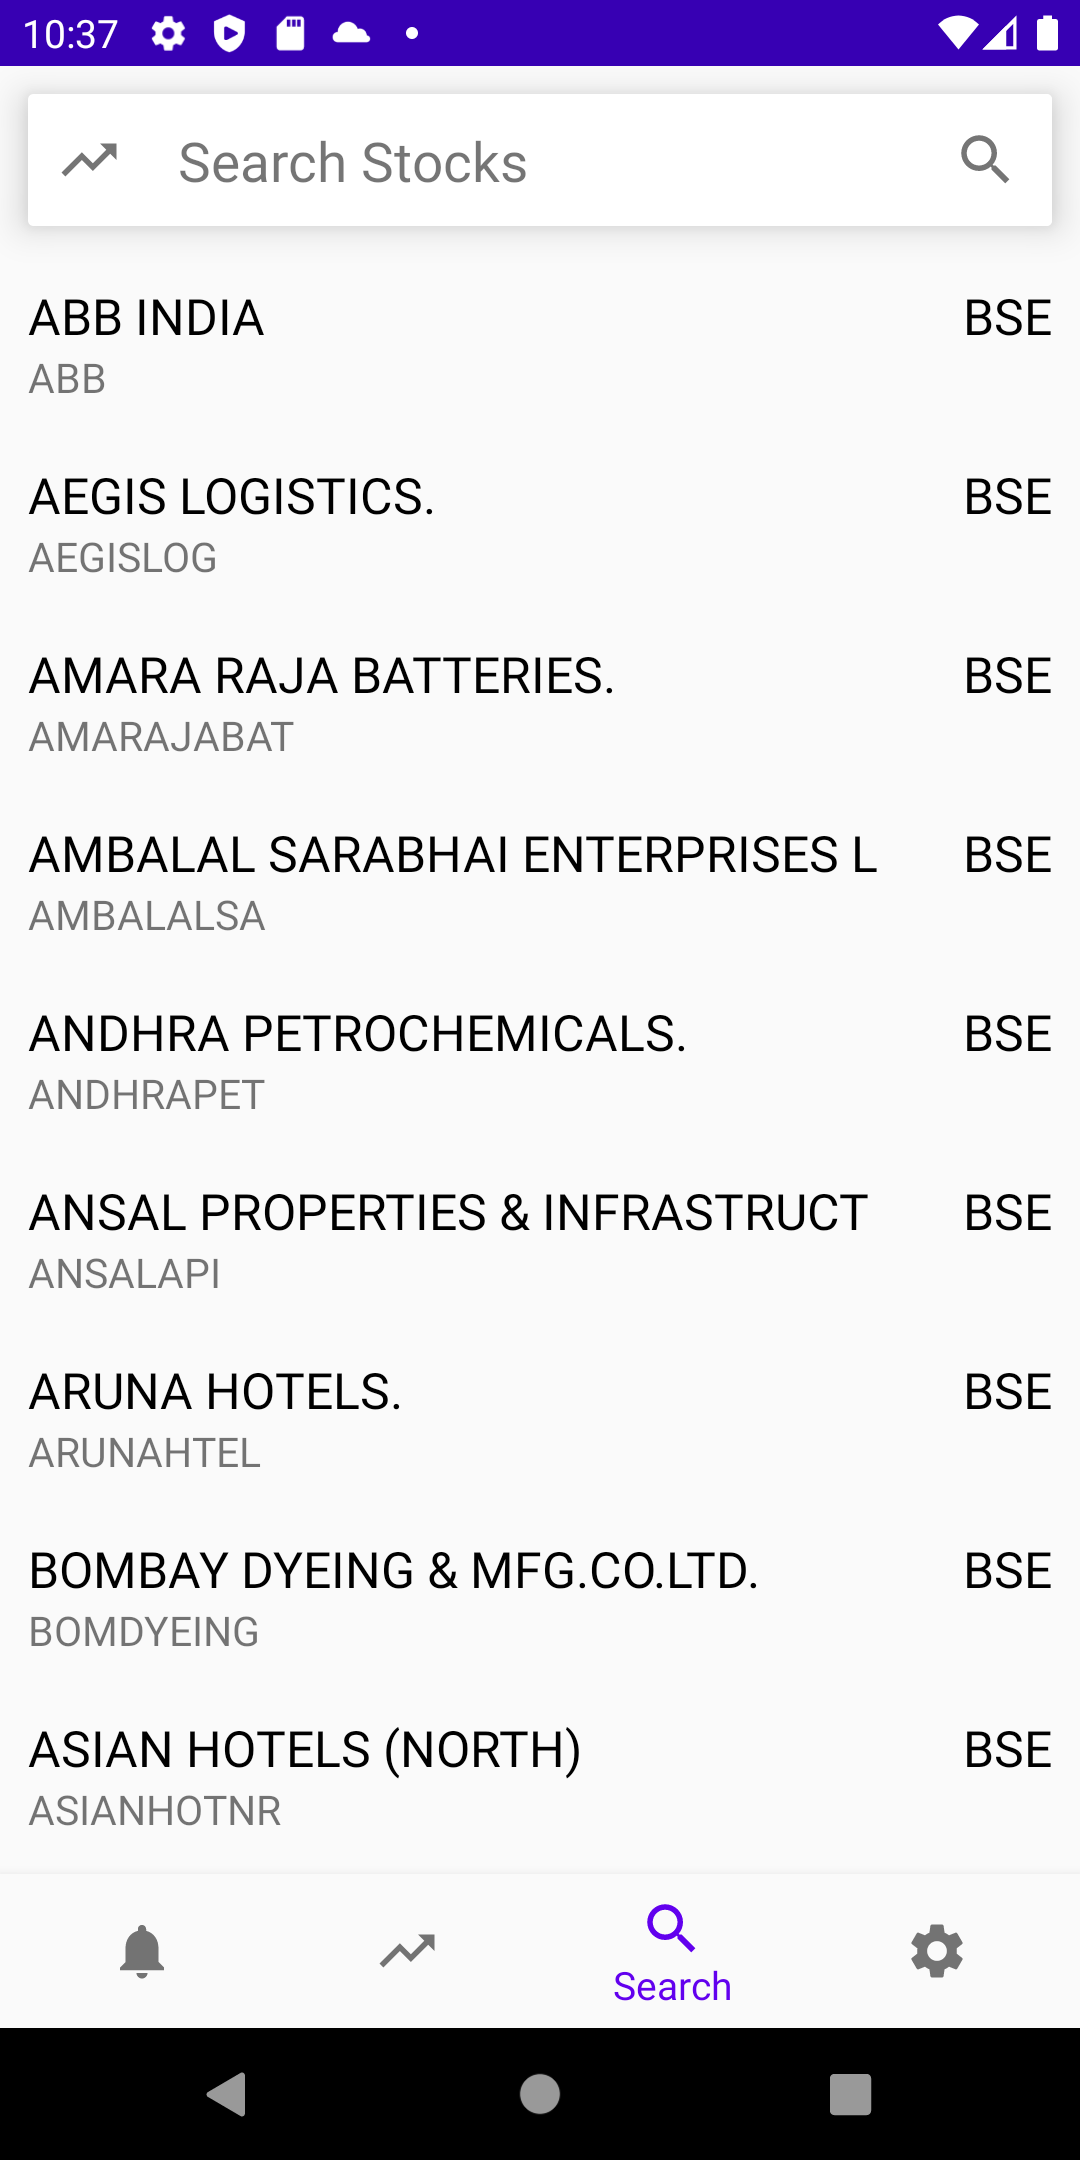 10:37
Search Stocks
ABB INDIA BSE
ABB
AEGIS LOGISTICS. BSE
AEGISLOG
AMARA RAJA BATTERIES. BSE
AMARAJABAT
AMBALAL SARABHAI ENTERPRISES L BSE
AMBALALSA
ANDHRA PETROCHEMICALS. BSE
ANDHRAPET
ANSAL PROPERTIES & INFRASTRUCT BSE
ANSALAPI
ARUNA HOTELS. BSE
ARUNAHTEL
BOMBAY DYEING & MFG.CO.LTD. BSE
BOMDYEING
ASIAN HOTELS (NORTH) BSE
ASIANHOTNR
Search